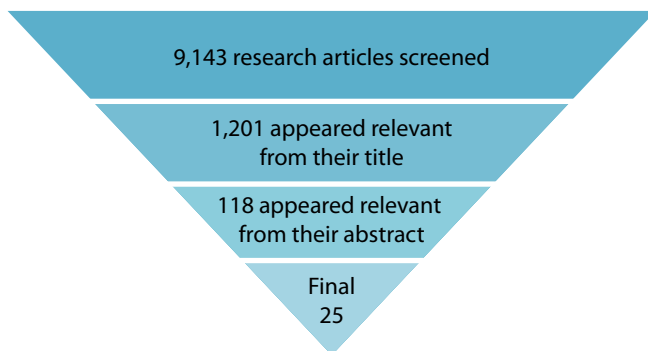 9,143 research articles screened
1,201 appeared relevant
from their title
118 appeared relevant
from their abstract
Final
25